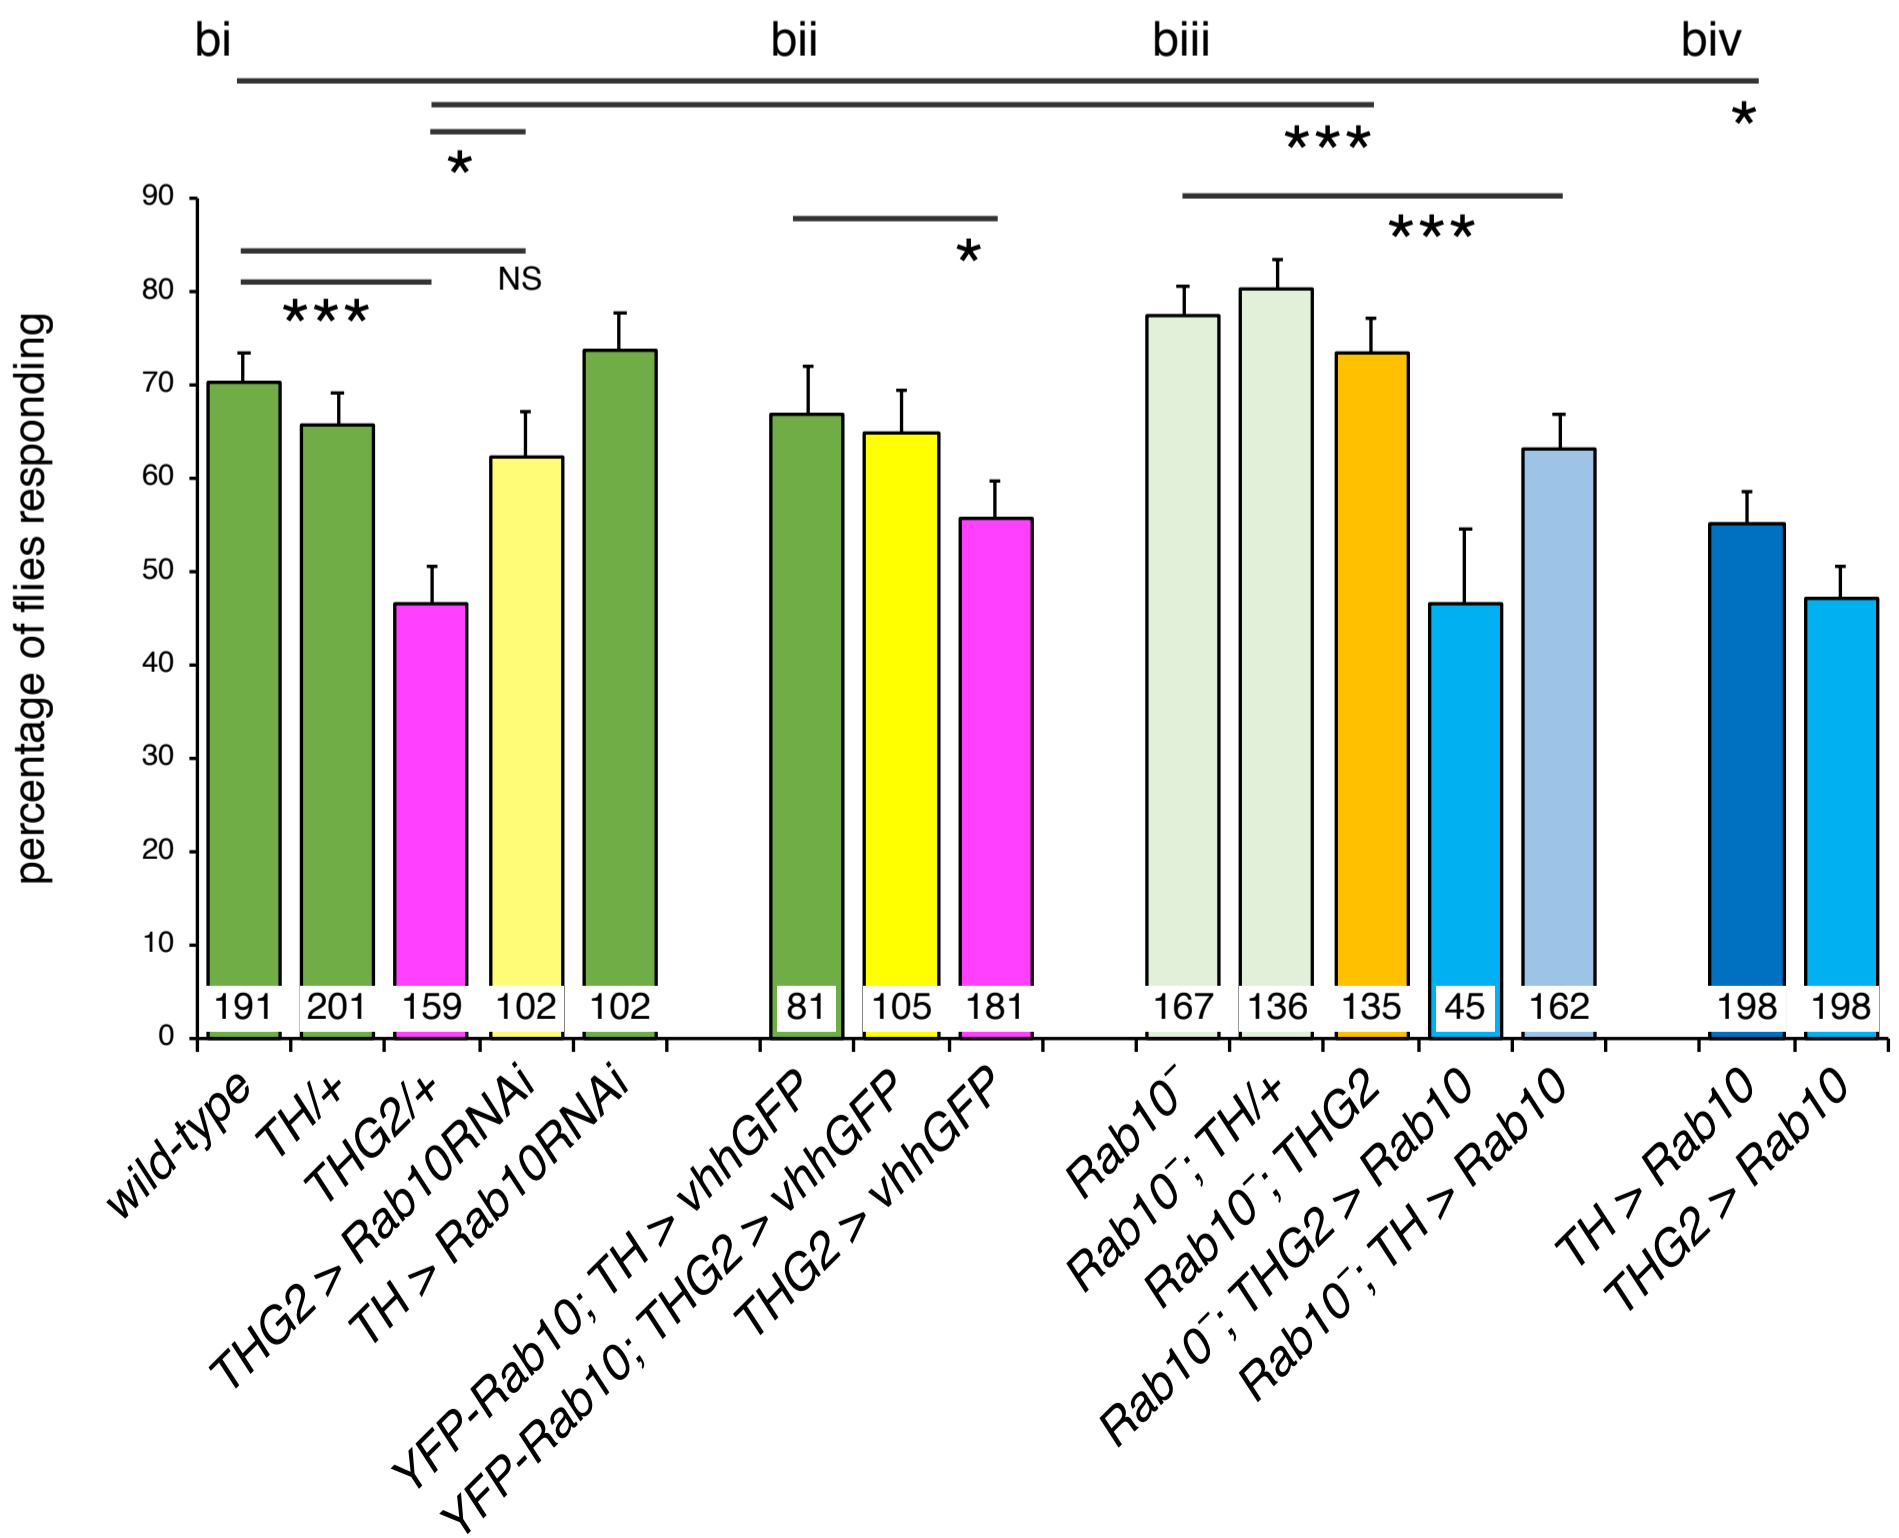 bi bii biii biv
*
***
*
***
*
NS
***
percentage of flies responding
90
80
70
60
50
40
30
20
10
0
191 201 159 102 102 81 105 181 167 136 135 45 162 198 198
wild-type
TH/+
THG2/+
THG2 > Rab10RNAi
TH > Rab10RNAi
YFP-Rab10; TH > vhhGFP
YFP-Rab10; THG2 > vhhGFP
THG2 > vhhGFP
Rab10⁻
Rab10⁻; TH/+
Rab10⁻; THG2
Rab10⁻; THG2 > Rab10
Rab10⁻; TH > Rab10
TH > Rab10
THG2 > Rab10